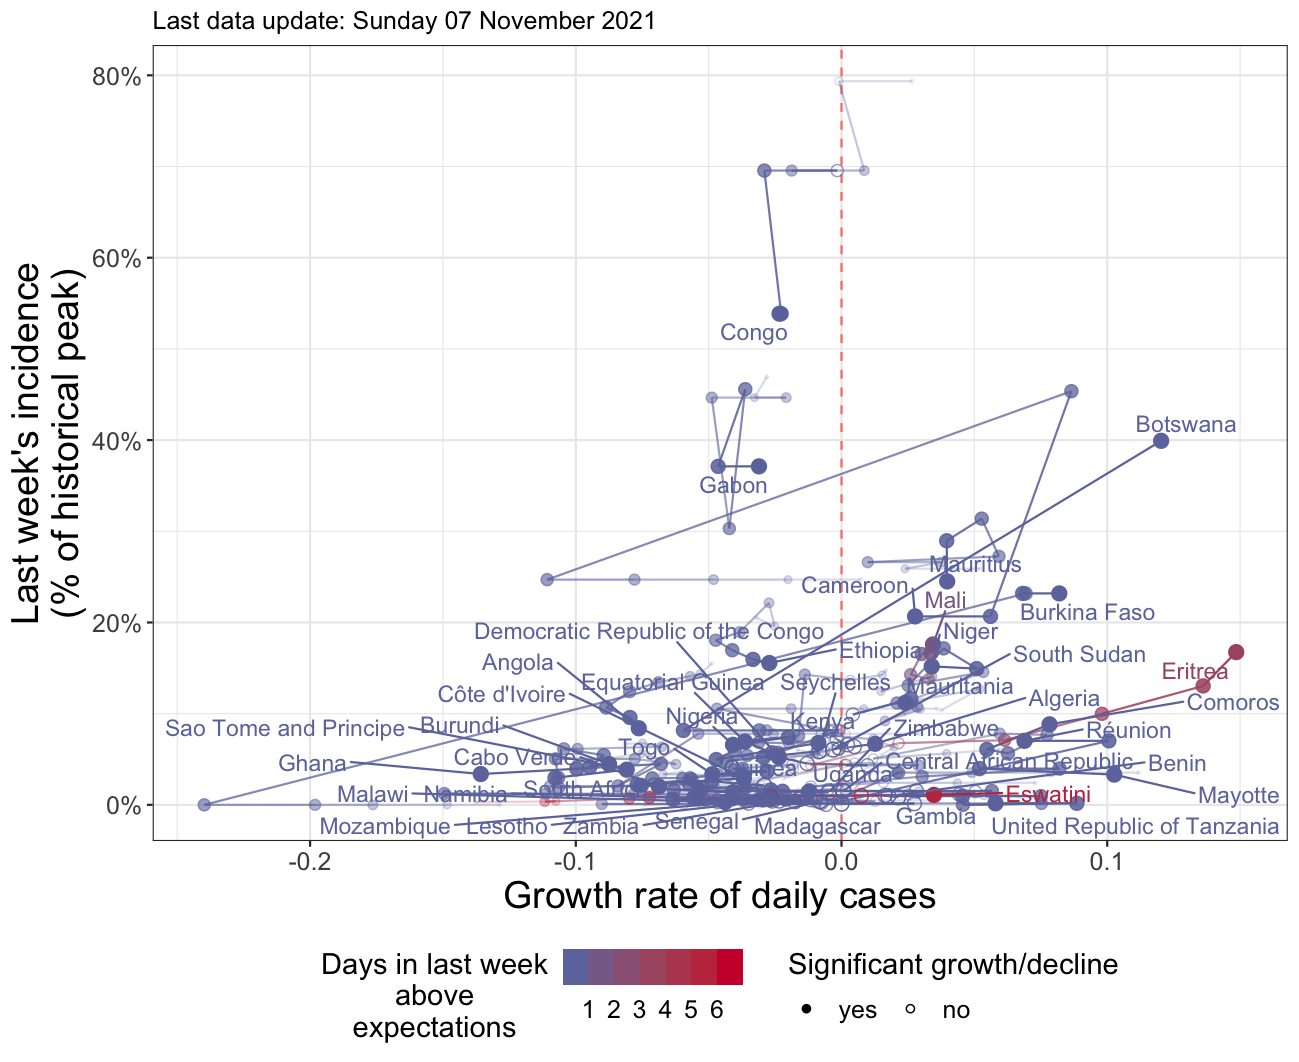 Last data update: Sunday 07 November 2021
Last week's incidence
(% of historical peak)
80%
60%
40%
20%
0%
Congo
Botswana
Gabon
Mauritius
Cameroon
Mali
Burkina Faso
Democratic Republic of the Congo
Niger
Ethiopia
South Sudan
Angola
Eritrea
Equatorial Guinea
Seychelles
Mauritania
Côte d'Ivoire
Algeria
Comoros
Nigeria
Kenya
Sao Tome and Principe
Burundi
Zimbabwe
Réunion
Togo
Cabo Verde
Ghana
Central African Republic
Benin
Guinea
Uganda
Malawi
Namibia
South Afr
Eswatini
Mayotte
Gambia
Mozambique
Lesotho
Zambia
Senegal
Madagascar
United Republic of Tanzania
-0.2
-0.1
0.0
0.1
Growth rate of daily cases
Days in last week
above
expectations
1 2 3 4 5 6
Significant growth/decline
yes
no